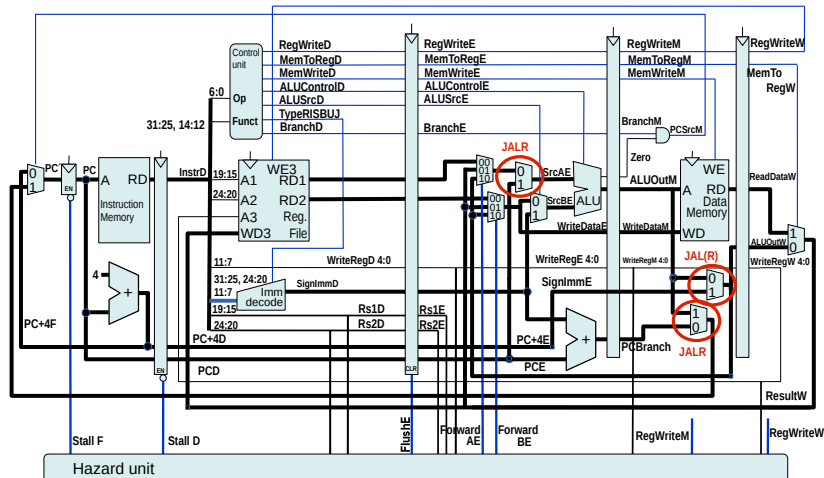 Control
unit
Op
Funct
6:0
31:25, 14:12
RegWriteD
MemToRegD
MemWriteD
ALUControlD
ALUSrcD
TypeRISBUJ
BranchD
RegWriteE
MemToRegE
MemWriteE
ALUControlE
ALUSrcE
BranchE
RegWriteM
MemToRegM
MemWriteM
BranchM
PCSrcM
Zero
RegWriteW
MemTo
RegW
0
1
PC'
PC
EN
A
RD
Instruction
Memory
InstrD
EN
19:15
24:20
A1
A2
A3
WD3
WE3
RD1
RD2
Reg.
File
00
01
10
00
01
10
JALR
0
1
0
1
SrcAE
SrcBE
ALU
ALUOutM
WriteDataE
WriteDataM
WE
A
RD
Data
Memory
WD
ReadDataW
1
0
ALUOutW
11:7
WriteRegD 4:0
WriteRegE 4:0
WriteRegM 4:0
WriteRegW 4:0
31:25, 24:20
11:7
Imm
decode
SignImmD
SignImmE
JAL(R)
0
1
1
0
JALR
4
+
19:15
24:20
Rs1D
Rs2D
Rs1E
Rs2E
+
PC+4F
PC+4D
PC+4E
PCBranch
PCD
PCE
CLR
ResultW
Stall F
Stall D
FlushE
Forward
AE
Forward
BE
RegWriteM
RegWriteW
Hazard unit